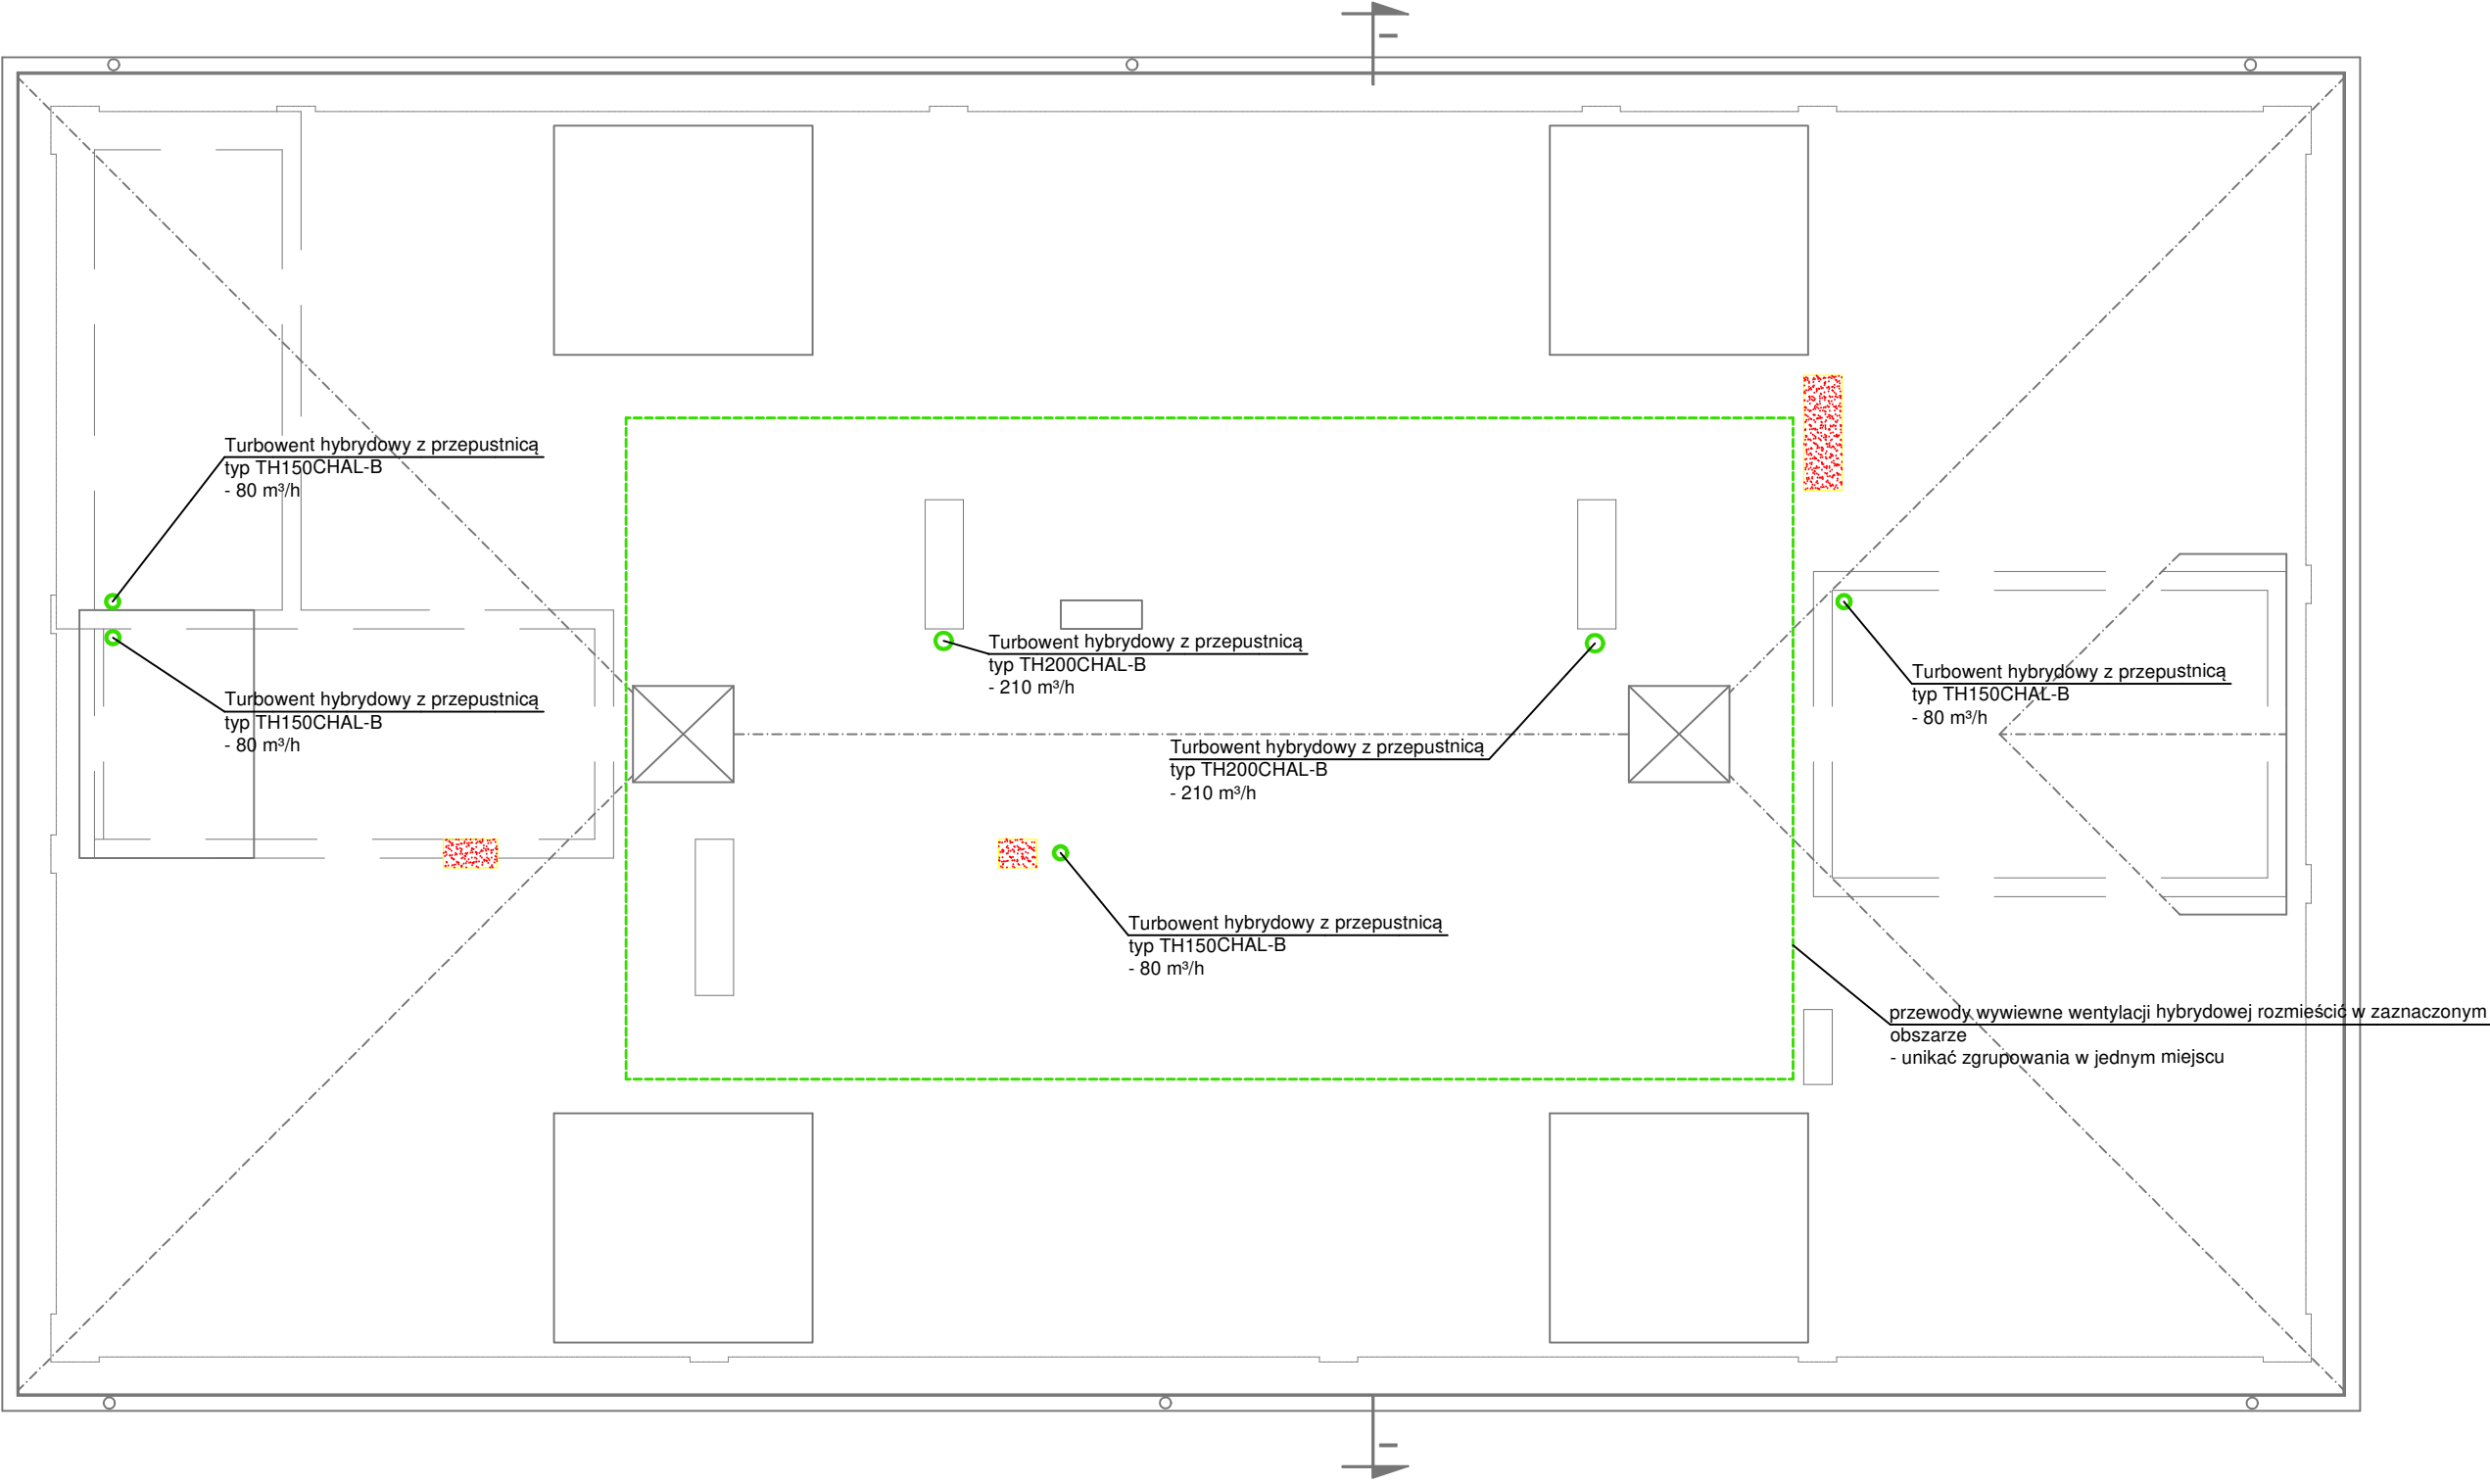 Turbowent hybrydowy z przepustnicą
typ TH150CHAL-B
- 80 m³/h
Turbowent hybrydowy z przepustnicą
typ TH150CHAL-B
- 80 m³/h
Turbowent hybrydowy z przepustnicą
typ TH200CHAL-B
- 210 m³/h
Turbowent hybrydowy z przepustnicą
typ TH200CHAL-B
- 210 m³/h
Turbowent hybrydowy z przepustnicą
typ TH150CHAL-B
- 80 m³/h
Turbowent hybrydowy z przepustnicą
typ TH150CHAL-B
- 80 m³/h
przewody wywiewne wentylacji hybrydowej rozmieścić w zaznaczonym
obszarze
- unikać zgrupowania w jednym miejscu